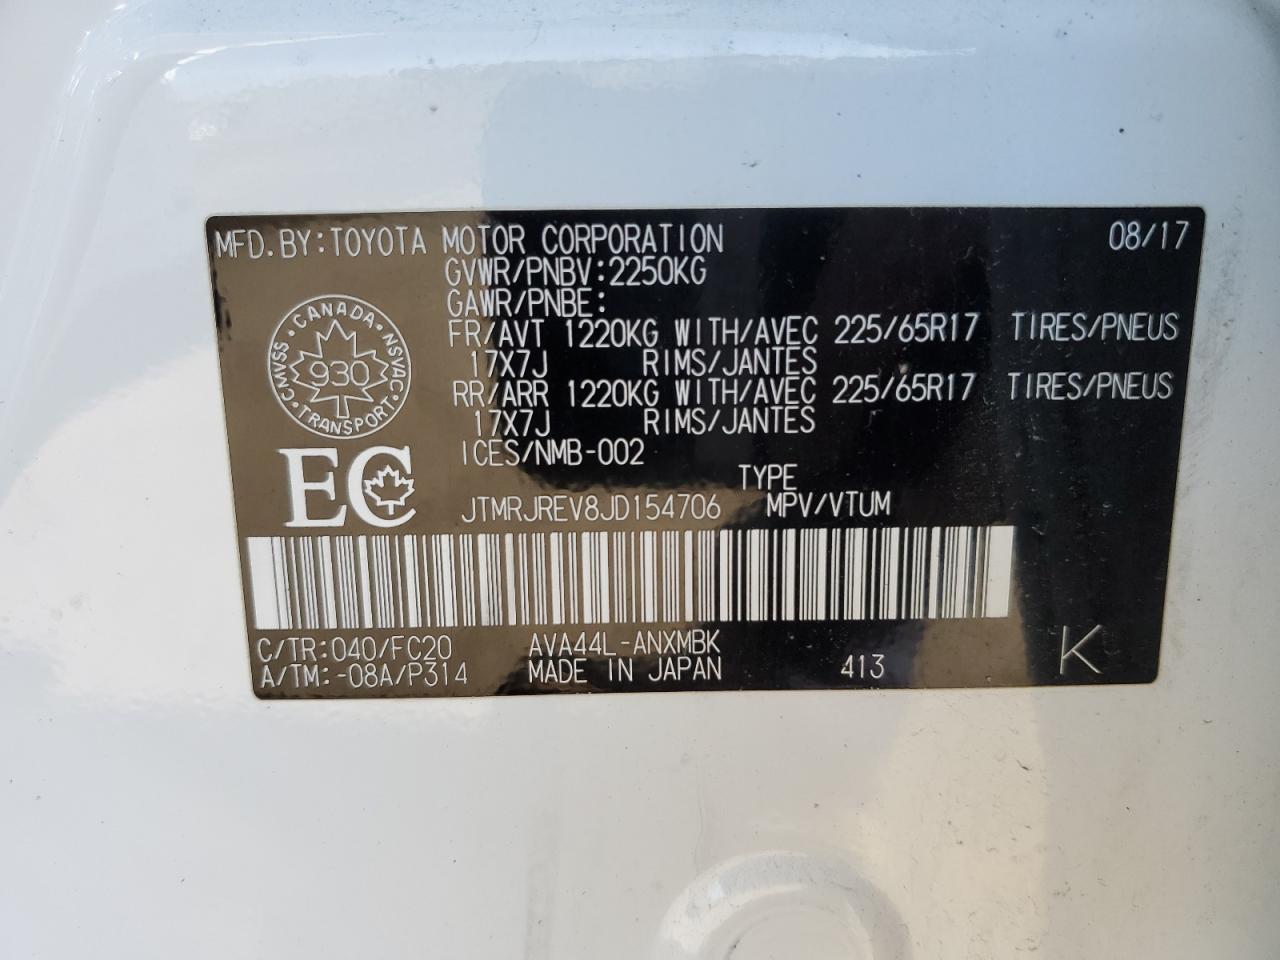 MFD.BY:TOYOTA MOTOR CORPORATION 08/17
GVWR/PNBV:2250KG
GAWR/PNBE:
FR/AVT 1220KG WITH/AVEC 225/65R17 TIRES/PNEUS
17X7J RIMS/JANTES
RR/ARR 1220KG WITH/AVEC 225/65R17 TIRES/PNEUS
17X7J RIMS/JANTES
ICES/NMB-002
CANADA
CMVSS 930 NSVAC
TRANSPORT
EC
TYPE
JTMRJREV8JD154706 MPV/VTUM
C/TR:040/FC20 AVA44L-ANXMBK
A/TM:-08A/P314 MADE IN JAPAN 413 K